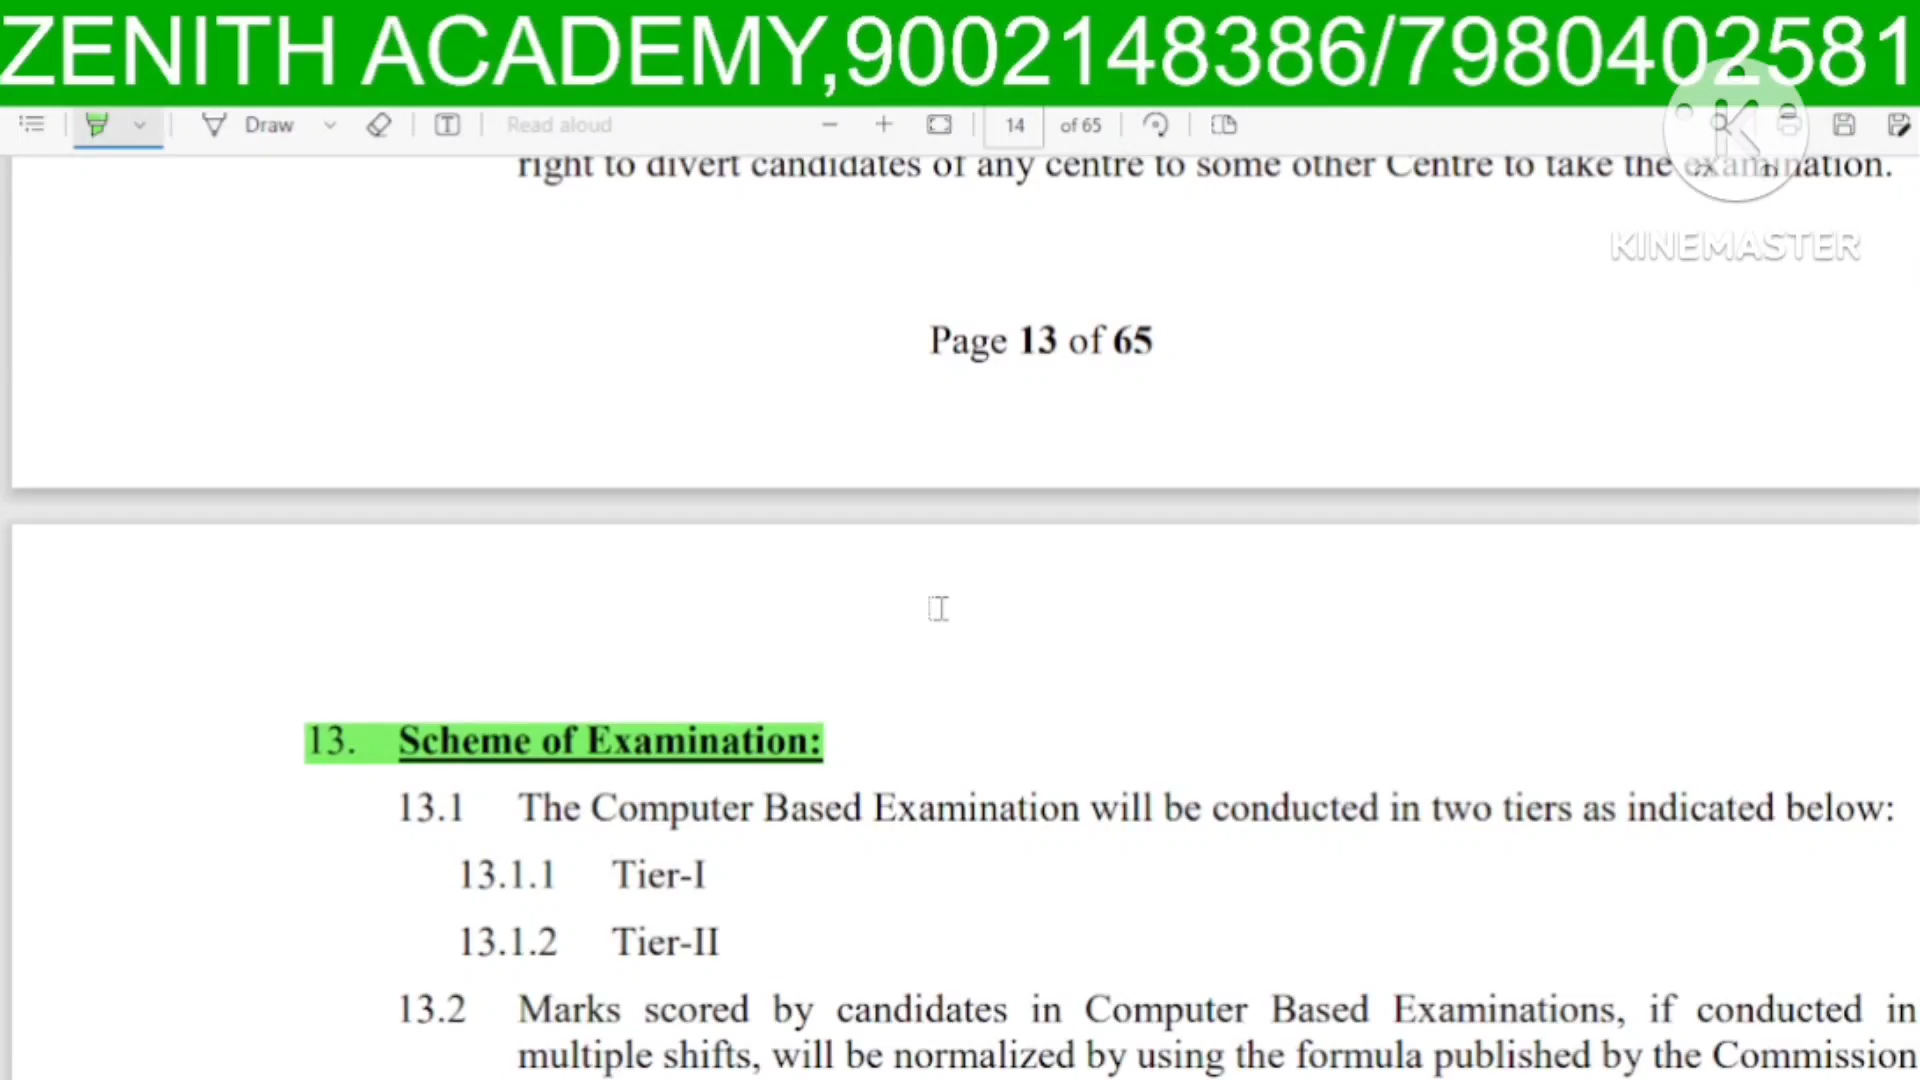 ZENITH ACADEMY,9002148386/7980402581
Draw Read aloud 14 of 65
right to divert candidates of any centre to some other Centre to take the examination.
KINEMASTER
Page 13 of 65
13. Scheme of Examination:
13.1 The Computer Based Examination will be conducted in two tiers as indicated below:
13.1.1 Tier-I
13.1.2 Tier-II
13.2 Marks scored by candidates in Computer Based Examinations, if conducted in
multiple shifts, will be normalized by using the formula published by the Commission